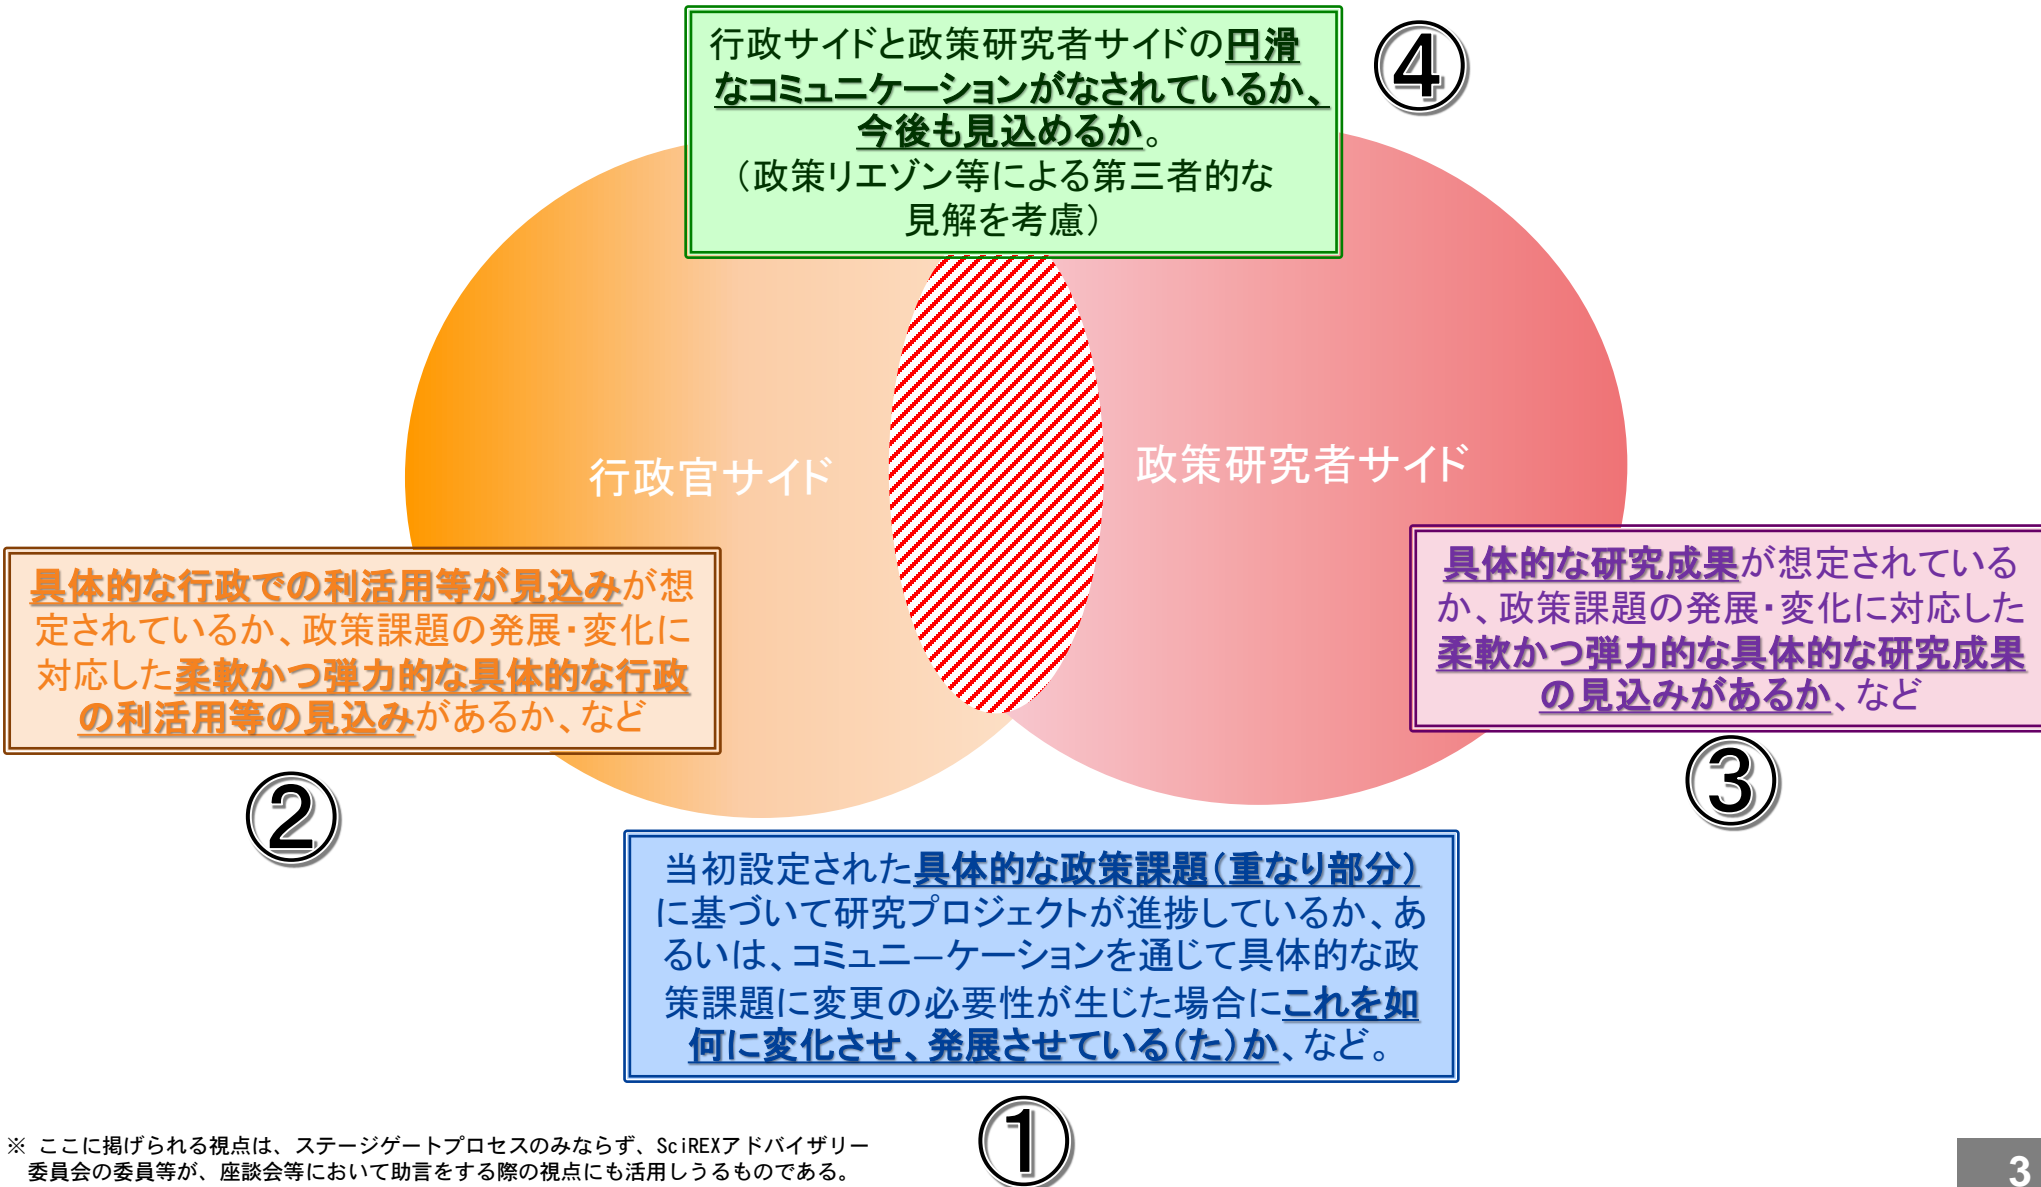 行政サイドと政策研究者サイドの円滑
なコミュニケーションがなされているか、
今後も見込めるか。
（政策リエゾン等による第三者的な
見解を考慮）
④
行政官サイド
政策研究者サイド
具体的な行政での利活用等が見込みが想
定されているか、政策課題の発展・変化に
対応した柔軟かつ弾力的な具体的な行政
の利活用等の見込みがあるか、など
②
具体的な研究成果が想定されている
か、政策課題の発展・変化に対応した
柔軟かつ弾力的な具体的な研究成果
の見込みがあるか、など
③
当初設定された具体的な政策課題（重なり部分）
に基づいて研究プロジェクトが進捗しているか、あ
るいは、コミュニ―ケーションを通じて具体的な政
策課題に変更の必要性が生じた場合にこれを如
何に変化させ、発展させている（た）か、など。
①
※ ここに掲げられる視点は、ステージゲートプロセスのみならず、SciREXアドバイザリー
委員会の委員等が、座談会等において助言をする際の視点にも活用しうるものである。
3